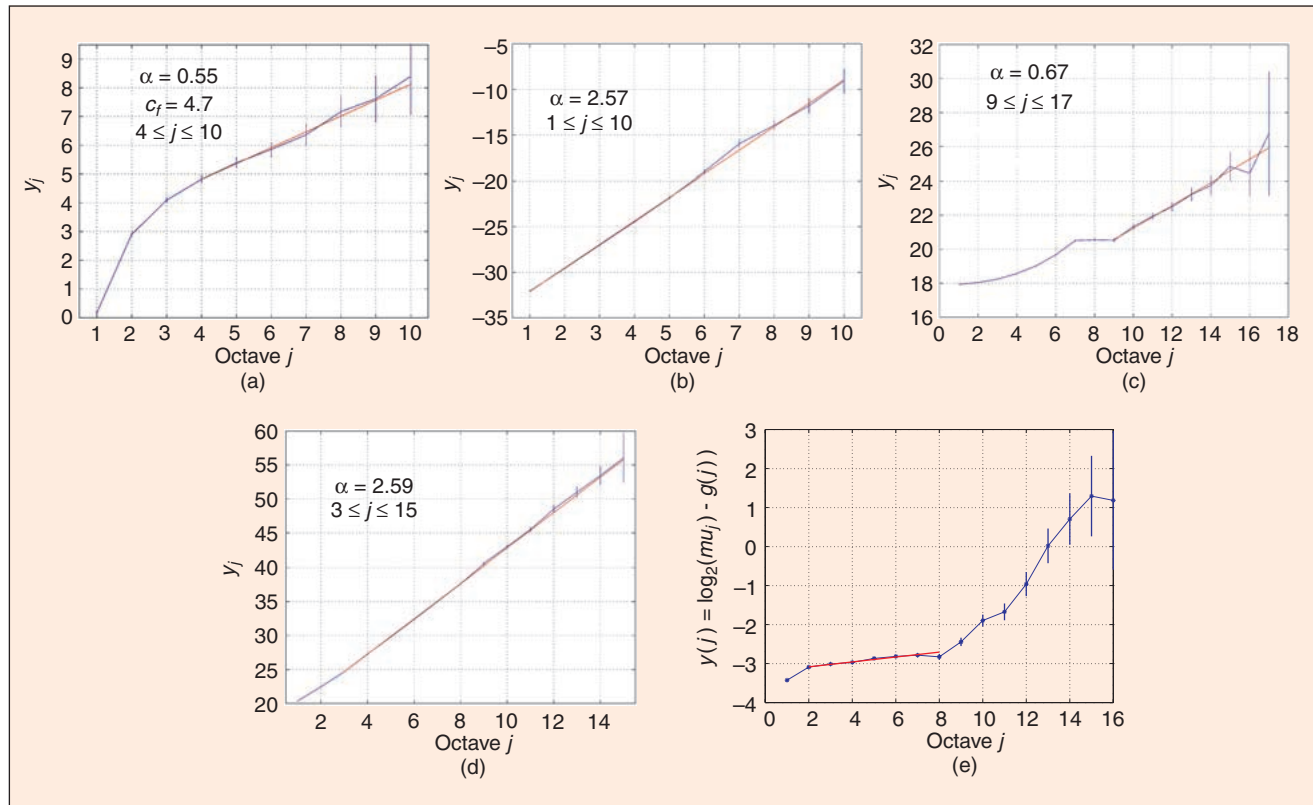 9
8
7
6
5
4
3
2
1
0
y_j
α = 0.55
c_f = 4.7
4 ≤ j ≤ 10
1 2 3 4 5 6 7 8 9 10
Octave j
(a)
–5
–10
–15
–20
–25
–30
–35
y_j
α = 2.57
1 ≤ j ≤ 10
1 2 3 4 5 6 7 8 9 10
Octave j
(b)
32
30
28
26
24
22
20
18
16
y_j
α = 0.67
9 ≤ j ≤ 17
0 2 4 6 8 10 12 14 16 18
Octave j
(c)
60
55
50
45
40
35
30
25
20
y_j
α = 2.59
3 ≤ j ≤ 15
2 4 6 8 10 12 14
Octave j
(d)
3
2
1
0
–1
–2
–3
–4
y(j) = log₂(mu_j) - g(j))
0 2 4 6 8 10 12 14 16
Octave j
(e)